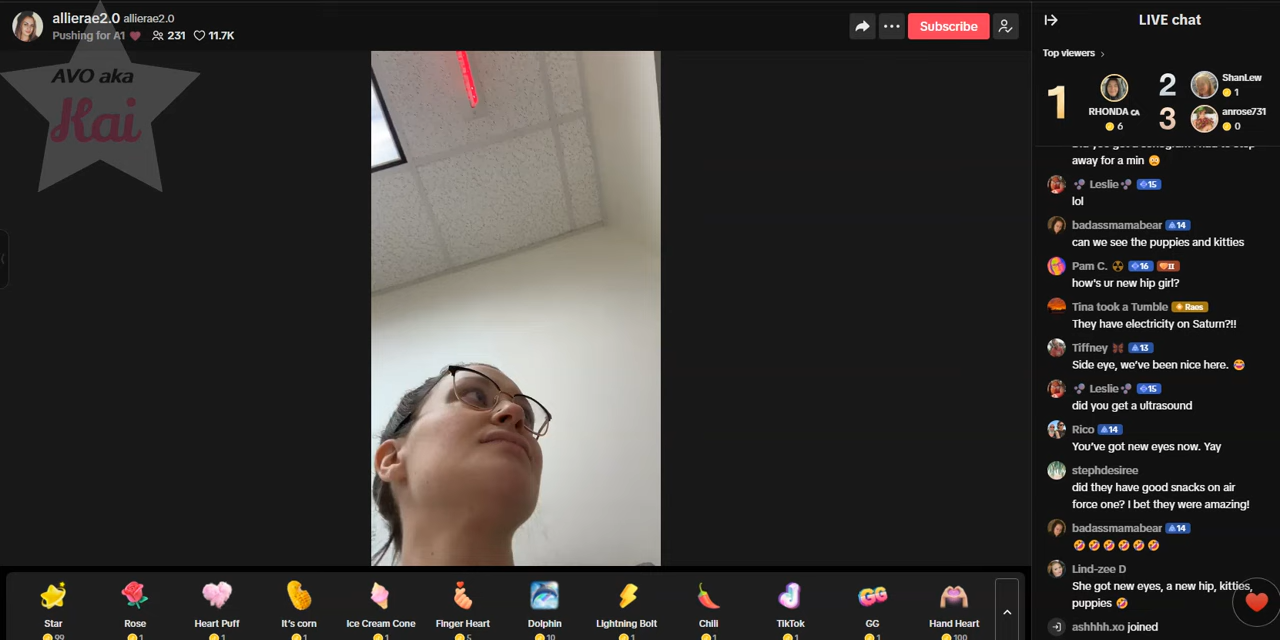 allierae2.0 allierae2.0
Pushing for A1 231 11.7K
Subscribe
AVO aka
Kai
LIVE chat
Top viewers
1
RHONDA CA
6
2
ShanLew
1
3
anrose731
0
away for a min
Leslie 15
lol
badassmamabear 14
can we see the puppies and kitties
Pam C. 16 II
how's ur new hip girl?
Tina took a Tumble Raes
They have electricity on Saturn?!!
Tiffney 13
Side eye, we've been nice here.
Leslie 15
did you get a ultrasound
Rico 14
You've got new eyes now. Yay
stephdesiree
did they have good snacks on air
force one? I bet they were amazing!
badassmamabear 14
Lind-zee D
She got new eyes, a new hip, kitties,
puppies
ashhhh.xo joined
Star Rose Heart Puff It's corn Ice Cream Cone Finger Heart Dolphin Lightning Bolt Chili TikTok GG Hand Heart
99 1 1 1 1 5 10 1 1 1 1 100